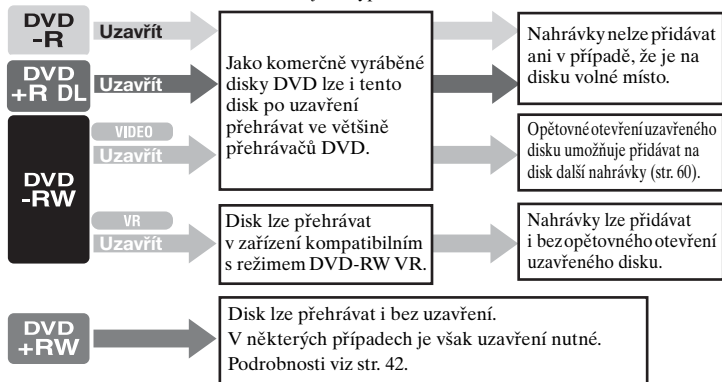 DVD
-R
Uzavřít
DVD
+R DL
Uzavřít
Jako komerčně vyráběné
disky DVD lze i tento
disk po uzavření
přehrávat ve většině
přehrávačů DVD.
Nahrávky nelze přidávat
ani v případě, že je na
disku volné místo.
DVD
-RW
VIDEO
Uzavřít
Opětovné otevření uzavřeného
disku umožňuje přidávat na
disk další nahrávky (str. 60).
VR
Uzavřít
Disk lze přehrávat
v zařízení kompatibilním
s režimem DVD-RW VR.
Nahrávky lze přidávat
i bez opětovného otevření
uzavřeného disku.
DVD
+RW
Disk lze přehrávat i bez uzavření.
V některých případech je však uzavření nutné.
Podrobnosti viz str. 42.